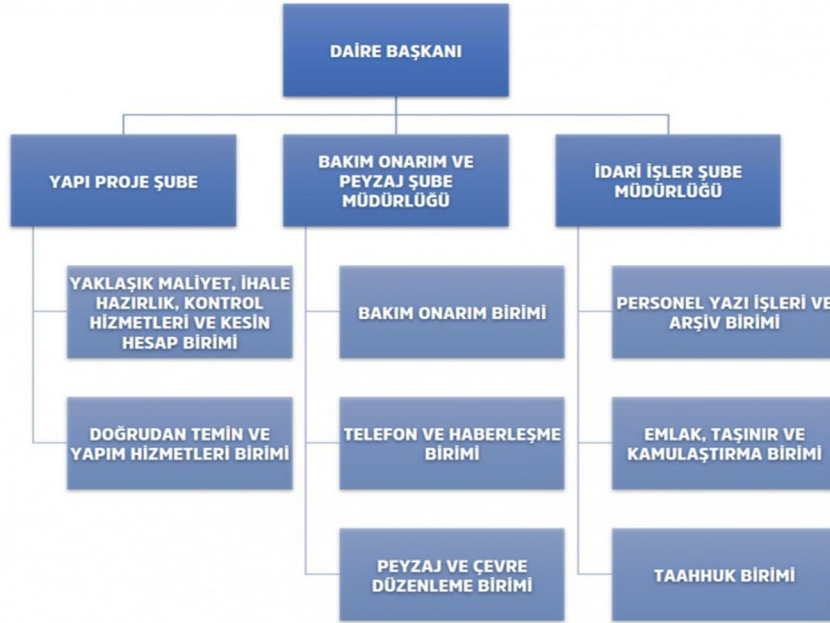 DAİRE BAŞKANI
YAPI PROJE ŞUBE
BAKIM ONARIM VE
PEYZAJ ŞUBE
MÜDÜRLÜĞÜ
İDARİ İŞLER ŞUBE
MÜDÜRLÜĞÜ
YAKLAŞIK MALİYET, İHALE
HAZIRLIK, KONTROL
HİZMETLERİ VE KESİN
HESAP BİRİMİ
BAKIM ONARIM BİRİMİ
PERSONEL YAZI İŞLERİ VE
ARŞİV BİRİMİ
DOĞRUDAN TEMİN VE
YAPIM HİZMETLERİ BİRİMİ
TELEFON VE HABERLEŞME
BİRİMİ
EMLAK, TAŞINIR VE
KAMULAŞTIRMA BİRİMİ
PEYZAJ VE ÇEVRE
DÜZENLEME BİRİMİ
TAAHHUK BİRİMİ